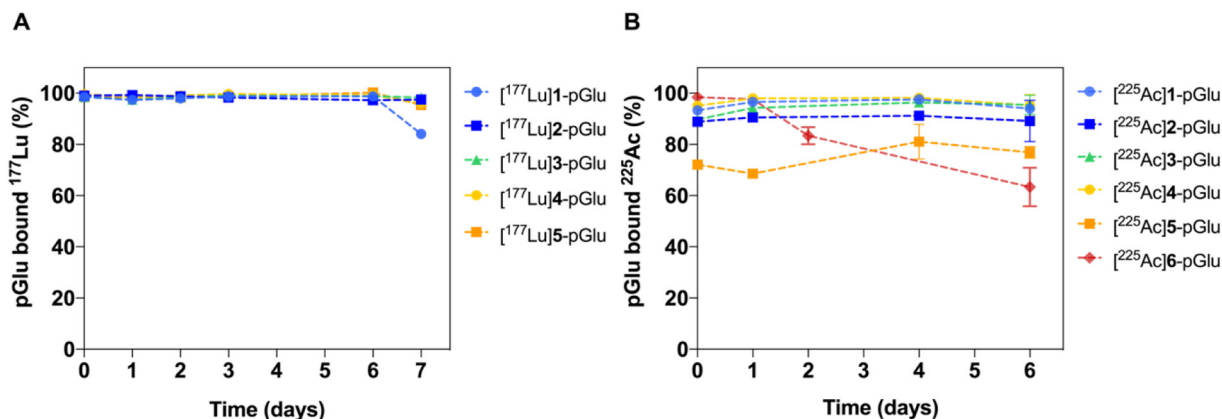 A
pGlu bound ¹⁷⁷Lu (%)
100
80
60
40
20
0
0 1 2 3 4 5 6 7
Time (days)
[¹⁷⁷Lu]1-pGlu
[¹⁷⁷Lu]2-pGlu
[¹⁷⁷Lu]3-pGlu
[¹⁷⁷Lu]4-pGlu
[¹⁷⁷Lu]5-pGlu
B
pGlu bound ²²⁵Ac (%)
100
80
60
40
20
0
0 1 2 3 4 5 6
Time (days)
[²²⁵Ac]1-pGlu
[²²⁵Ac]2-pGlu
[²²⁵Ac]3-pGlu
[²²⁵Ac]4-pGlu
[²²⁵Ac]5-pGlu
[²²⁵Ac]6-pGlu